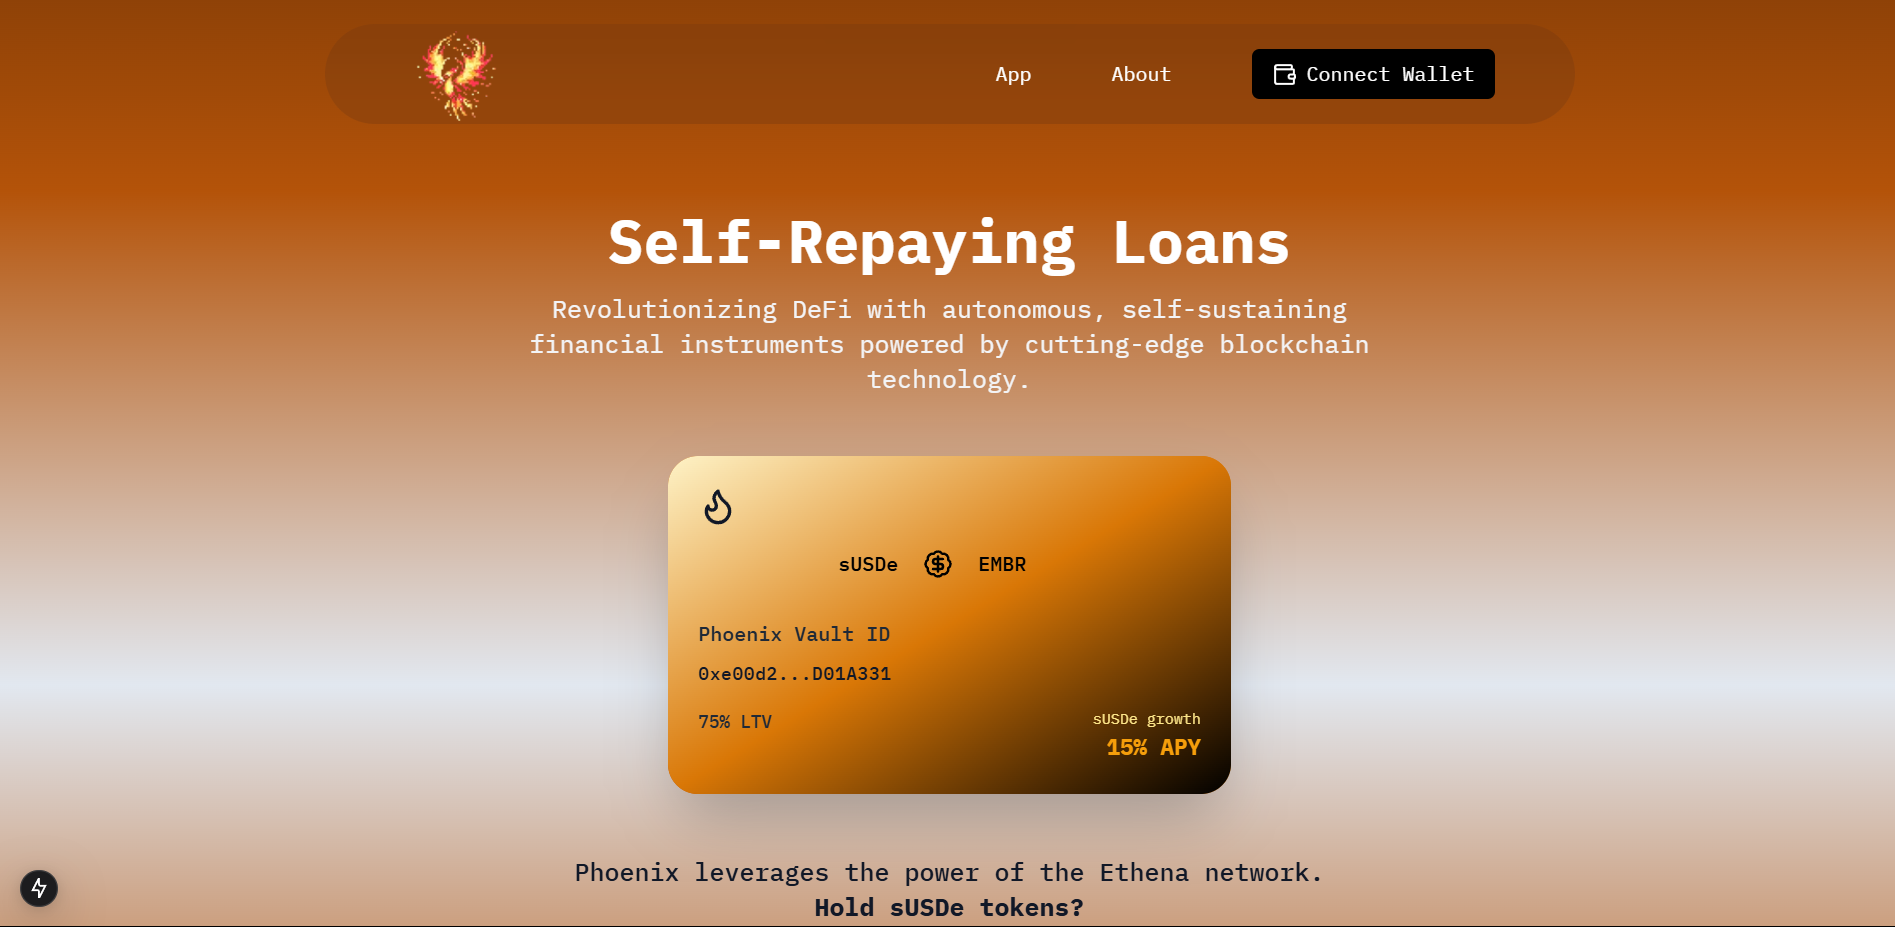 App
About
Connect Wallet
Self-Repaying Loans
Revolutionizing DeFi with autonomous, self-sustaining
financial instruments powered by cutting-edge blockchain
technology.
sUSDe
EMBR
Phoenix Vault ID
0xe00d2...D01A331
75% LTV
sUSDe growth
15% APY
Phoenix leverages the power of the Ethena network.
Hold sUSDe tokens?